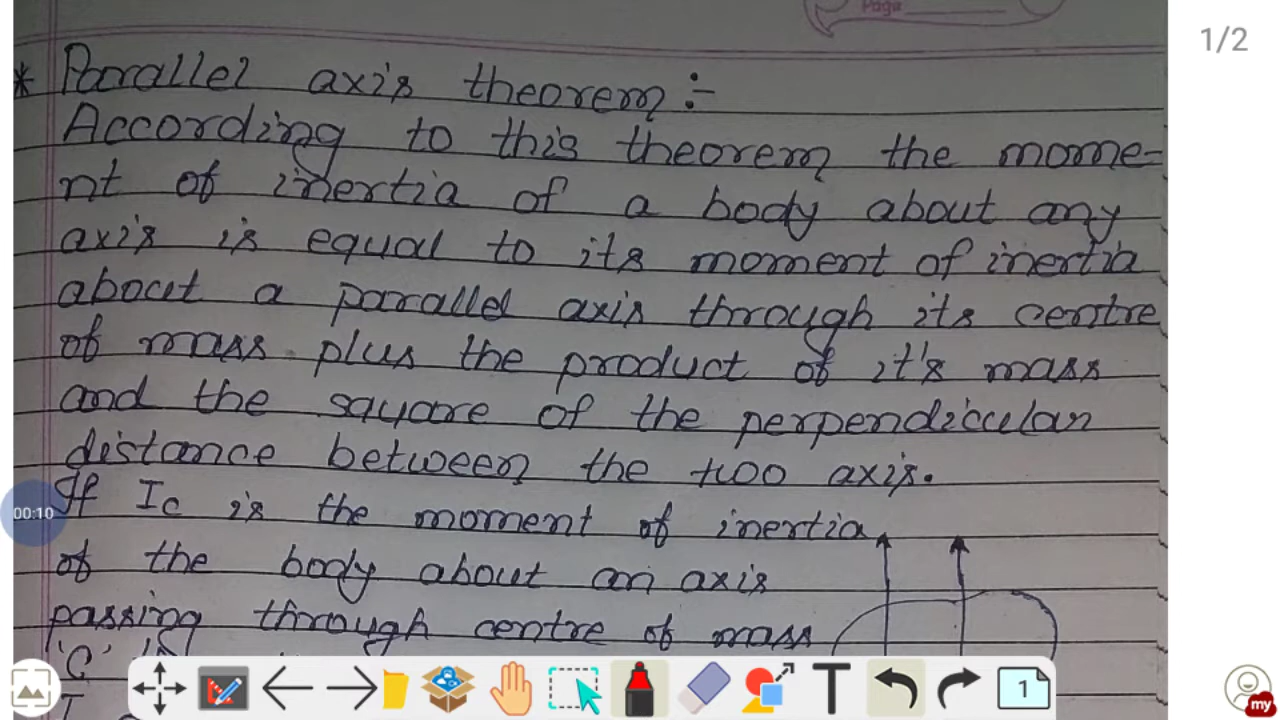 Page
1/2
* Parallel axis theorem :-
According to this theorem the mome-
nt of inertia of a body about any
axis is equal to its moment of inertia
about a parallel axis through its centre
of mass plus the product of it's mass
and the square of the perpendicular
distance between the two axis.
If Ic is the moment of inertia
00:10
of the body about an axis
passing through centre of mass
'C'
1
my